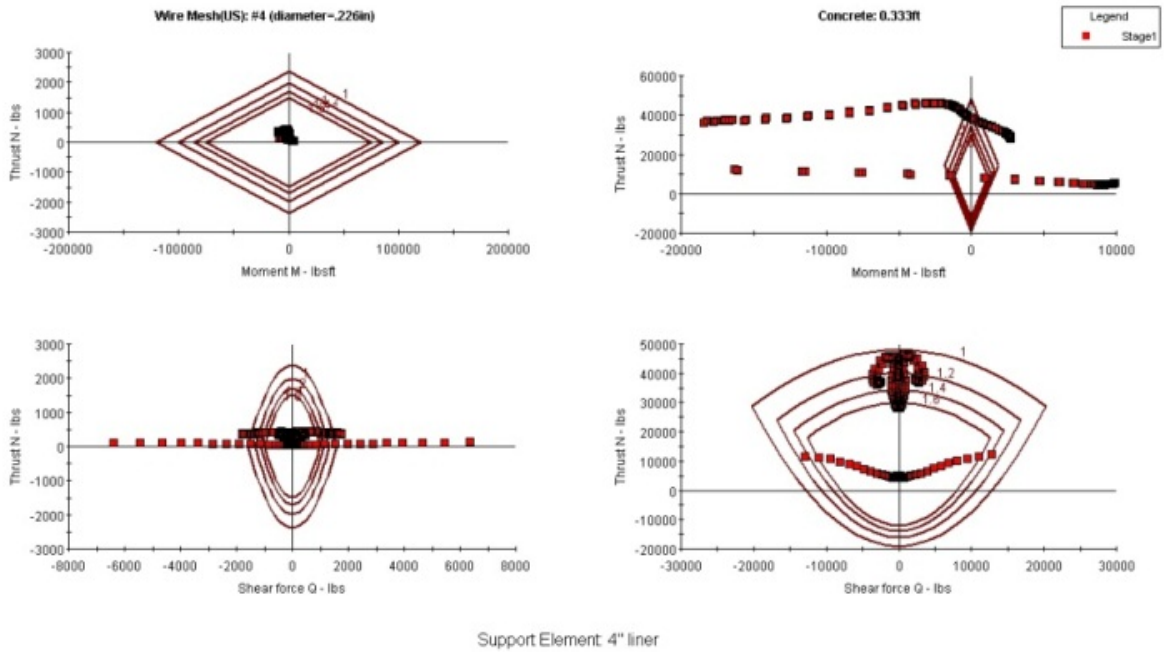 Wire Mesh(US): #4 (diameter=.226in)
Concrete: 0.333ft
Legend
Stage1
Thrust N - lbs
3000
2000
1000
0
-1000
-2000
-3000
1
-200000 -100000 0 100000 200000
Moment M - lbsft
Thrust N - lbs
60000
40000
20000
0
-20000
-20000 -10000 0 10000
Moment M - lbsft
Thrust N - lbs
3000
2000
1000
0
-1000
-2000
-3000
-8000 -6000 -4000 -2000 0 2000 4000 6000 8000
Shear force Q - lbs
Thrust N - lbs
50000
40000
30000
20000
10000
0
-10000
-20000
1
1.2
1.4
1.6
-30000 -20000 -10000 0 10000 20000 30000
Shear force Q - lbs
Support Element: 4" liner